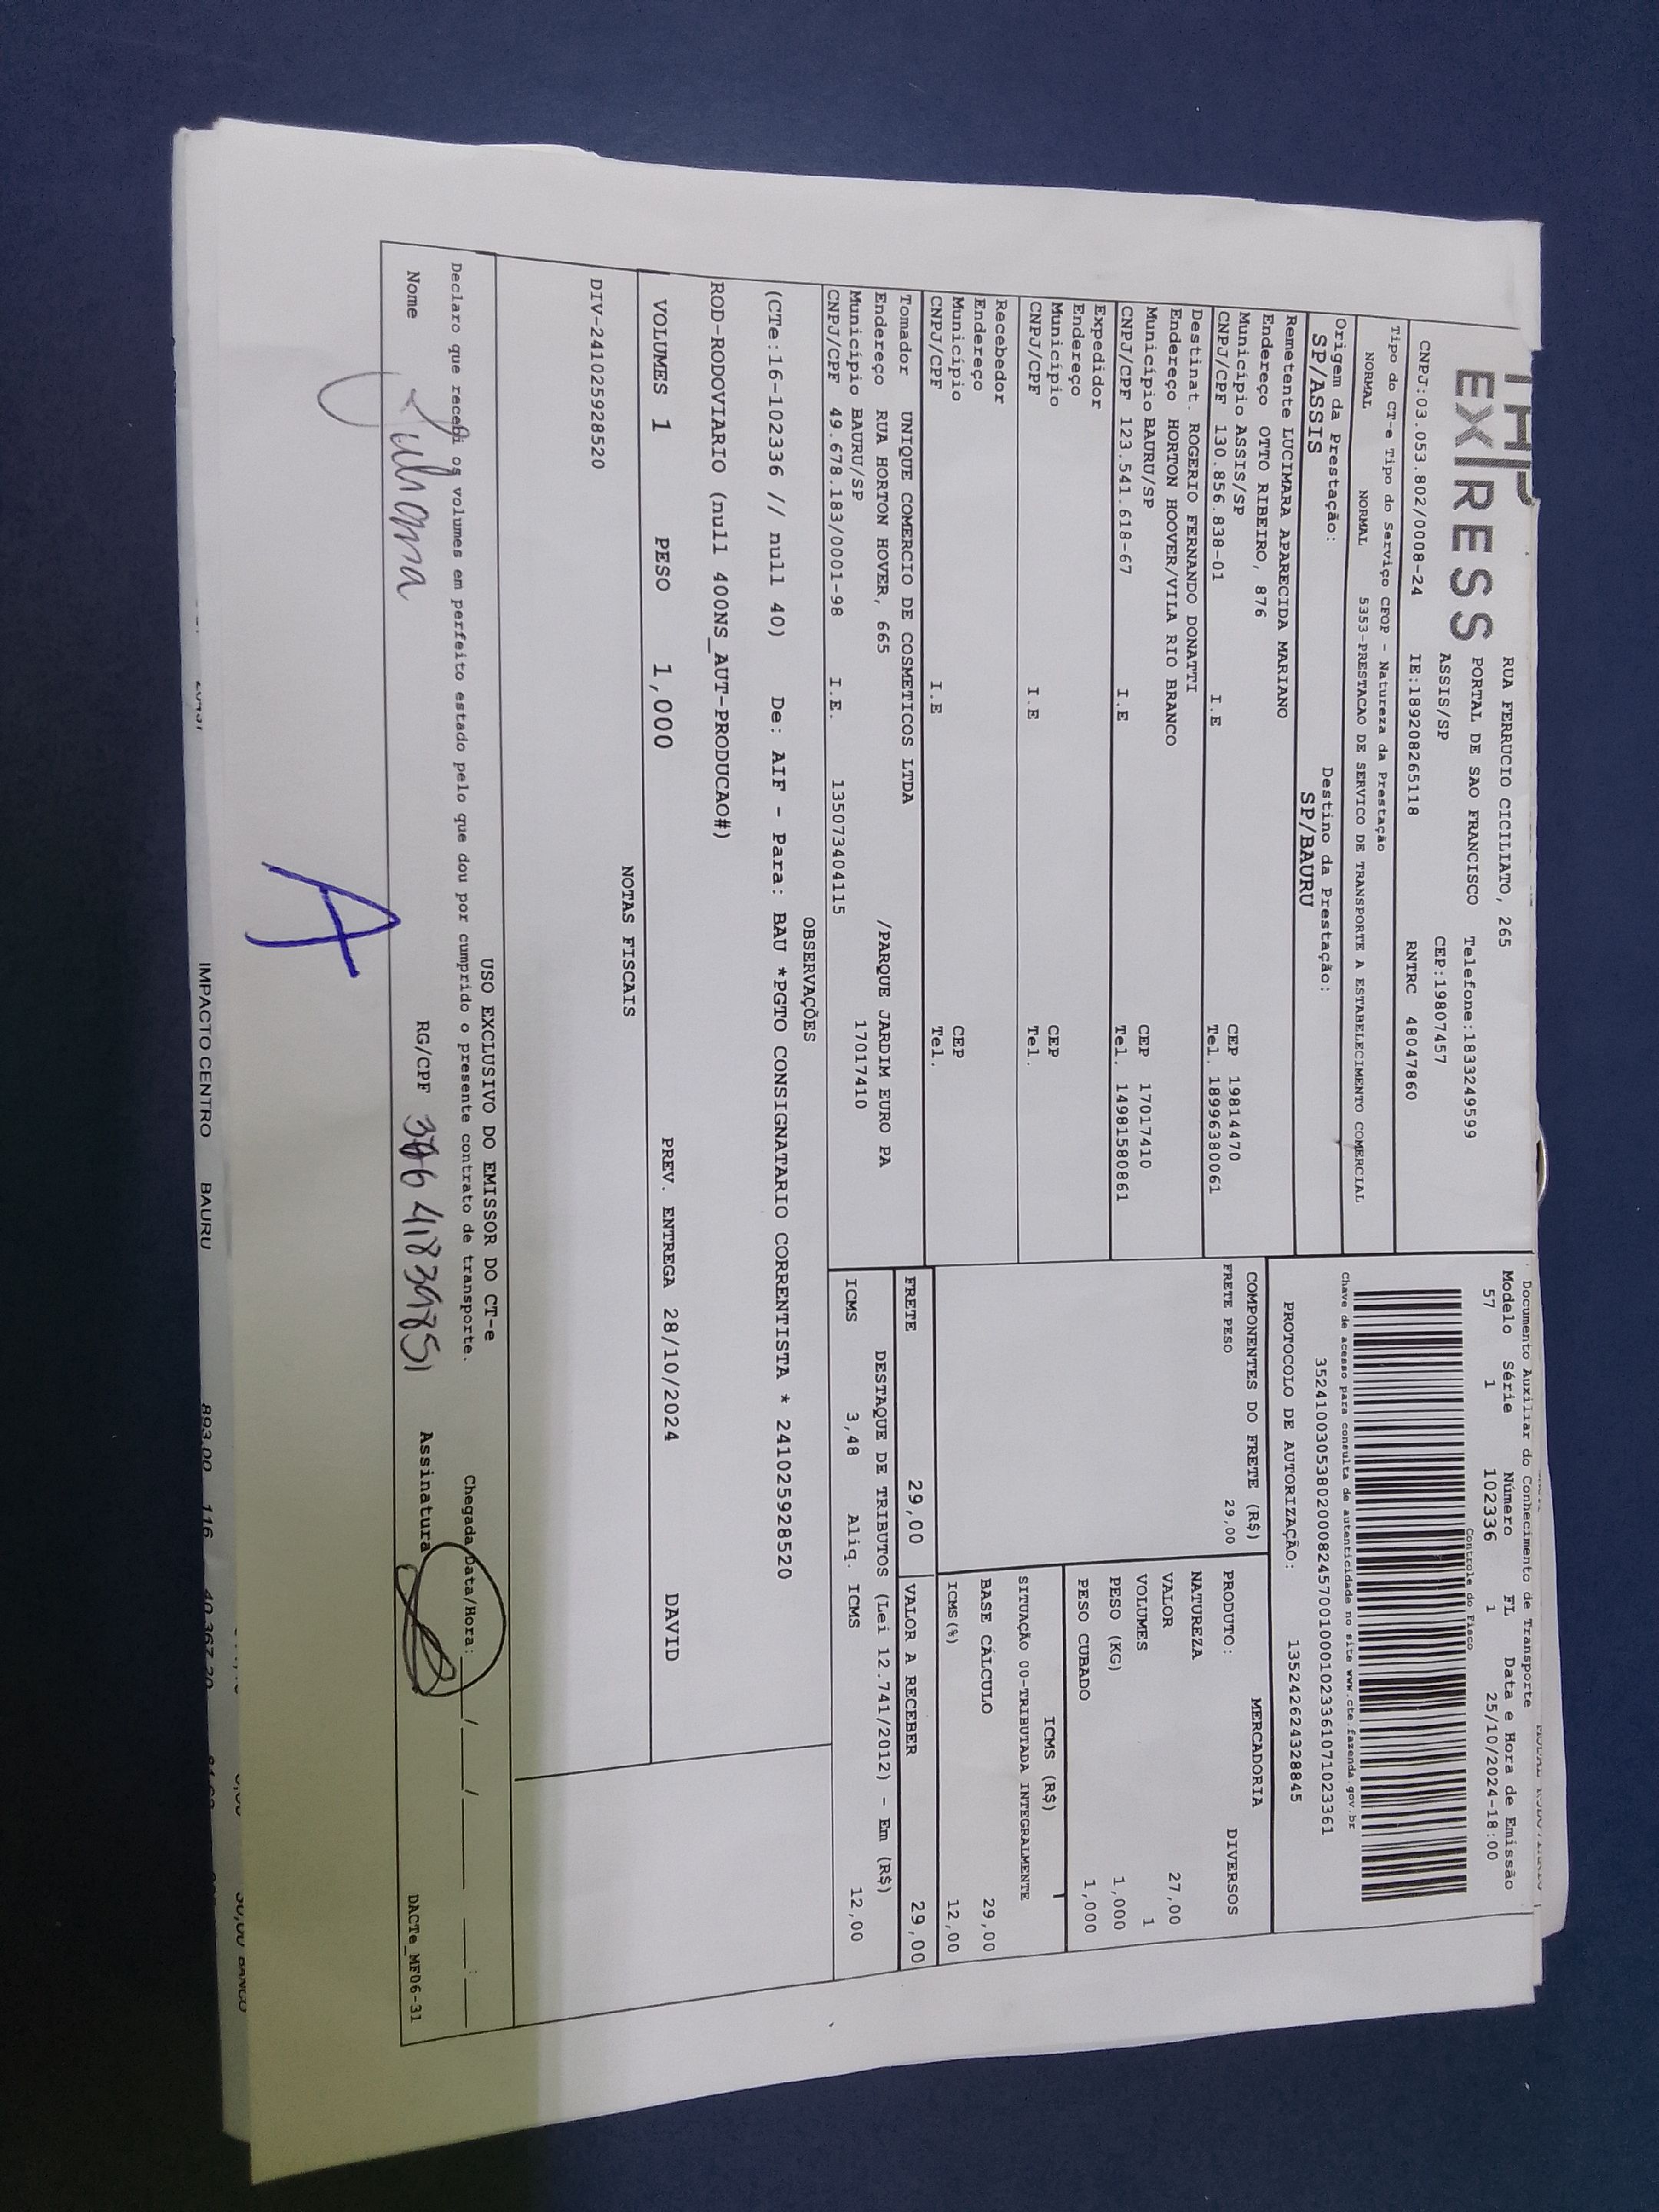 EXPRESS
RUA FERRUCIO CICILIATO, 265
PORTAL DE SAO FRANCISCO Telefone:1833249599
ASSIS/SP CEP:19807457
CNPJ:03.053.802/0008-24 IE:189208265118 RNTRC 48047860
Tipo do CT-e Tipo do Serviço CFOP - Natureza da Prestação
NORMAL NORMAL 5353-PRESTACAO DE SERVICO DE TRANSPORTE A ESTABELECIMENTO COMERCIAL
Origem da Prestação: Destino da Prestação:
SP/ASSIS SP/BAURU
Remetente LUCIMARA APARECIDA MARIANO
Endereço OTTO RIBEIRO, 876
Município ASSIS/SP CEP 19814470
CNPJ/CPF 130.856.838-01 I.E Tel. 18996380061
Destinat. ROGERIO FERNANDO DONATTI
Endereço HORTON HOOVER/VILA RIO BRANCO
Município BAURU/SP CEP 17017410
CNPJ/CPF 123.541.618-67 I.E Tel. 14981580861
Expedidor
Endereço
Município CEP
CNPJ/CPF I.E Tel.
Recebedor
Endereço
Município CEP
CNPJ/CPF I.E Tel.
Tomador UNIQUE COMERCIO DE COSMETICOS LTDA
Endereço RUA HORTON HOVER, 665 /PARQUE JARDIM EURO PA
Município BAURU/SP 17017410
CNPJ/CPF 49.678.183/0001-98 I.E. 135073404115
Documento Auxiliar do Conhecimento de Transporte
Modelo Série Número FL Data e Hora de Emissão
57 1 102336 1 25/10/2024-18:00
Controle do Fisco
Chave de acesso para consulta de autenticidade no site www.cte.fazenda.gov.br
35241003053802000824570010001023361071023361
PROTOCOLO DE AUTORIZAÇÃO: 135242624328845
COMPONENTES DO FRETE (R$)
FRETE PESO 29,00
MERCADORIA
PRODUTO: DIVERSOS
NATUREZA
VALOR 27,00
VOLUMES 1
PESO (KG) 1,000
PESO CUBADO 1,000
ICMS (R$)
SITUAÇÃO 00-TRIBUTADA INTEGRALMENTE
BASE CÁLCULO 29,00
ICMS(%) 12,00
FRETE 29,00 VALOR A RECEBER 29,00
DESTAQUE DE TRIBUTOS (Lei 12.741/2012) - Em (R$)
ICMS 3,48 Aliq. ICMS 12,00
OBSERVAÇÕES
(CTe:16-102336 // null 40) De: AIF - Para: BAU *PGTO CONSIGNATARIO CORRENTISTA * 241025928520
ROD-RODOVIARIO (null 400NS_AUT-PRODUCAO#)
VOLUMES 1 PESO 1,000 PREV. ENTREGA 28/10/2024 DAVID
NOTAS FISCAIS
DIV-241025928520
USO EXCLUSIVO DO EMISSOR DO CT-e
Declaro que recebi os volumes em perfeito estado pelo que dou por cumprido o presente contrato de transporte. Chegada Data/Hora: ___/___/_____ ___:___
Nome RG/CPF Assinatura DACTe_MF06-31
A
IMPACTO CENTRO BAURU